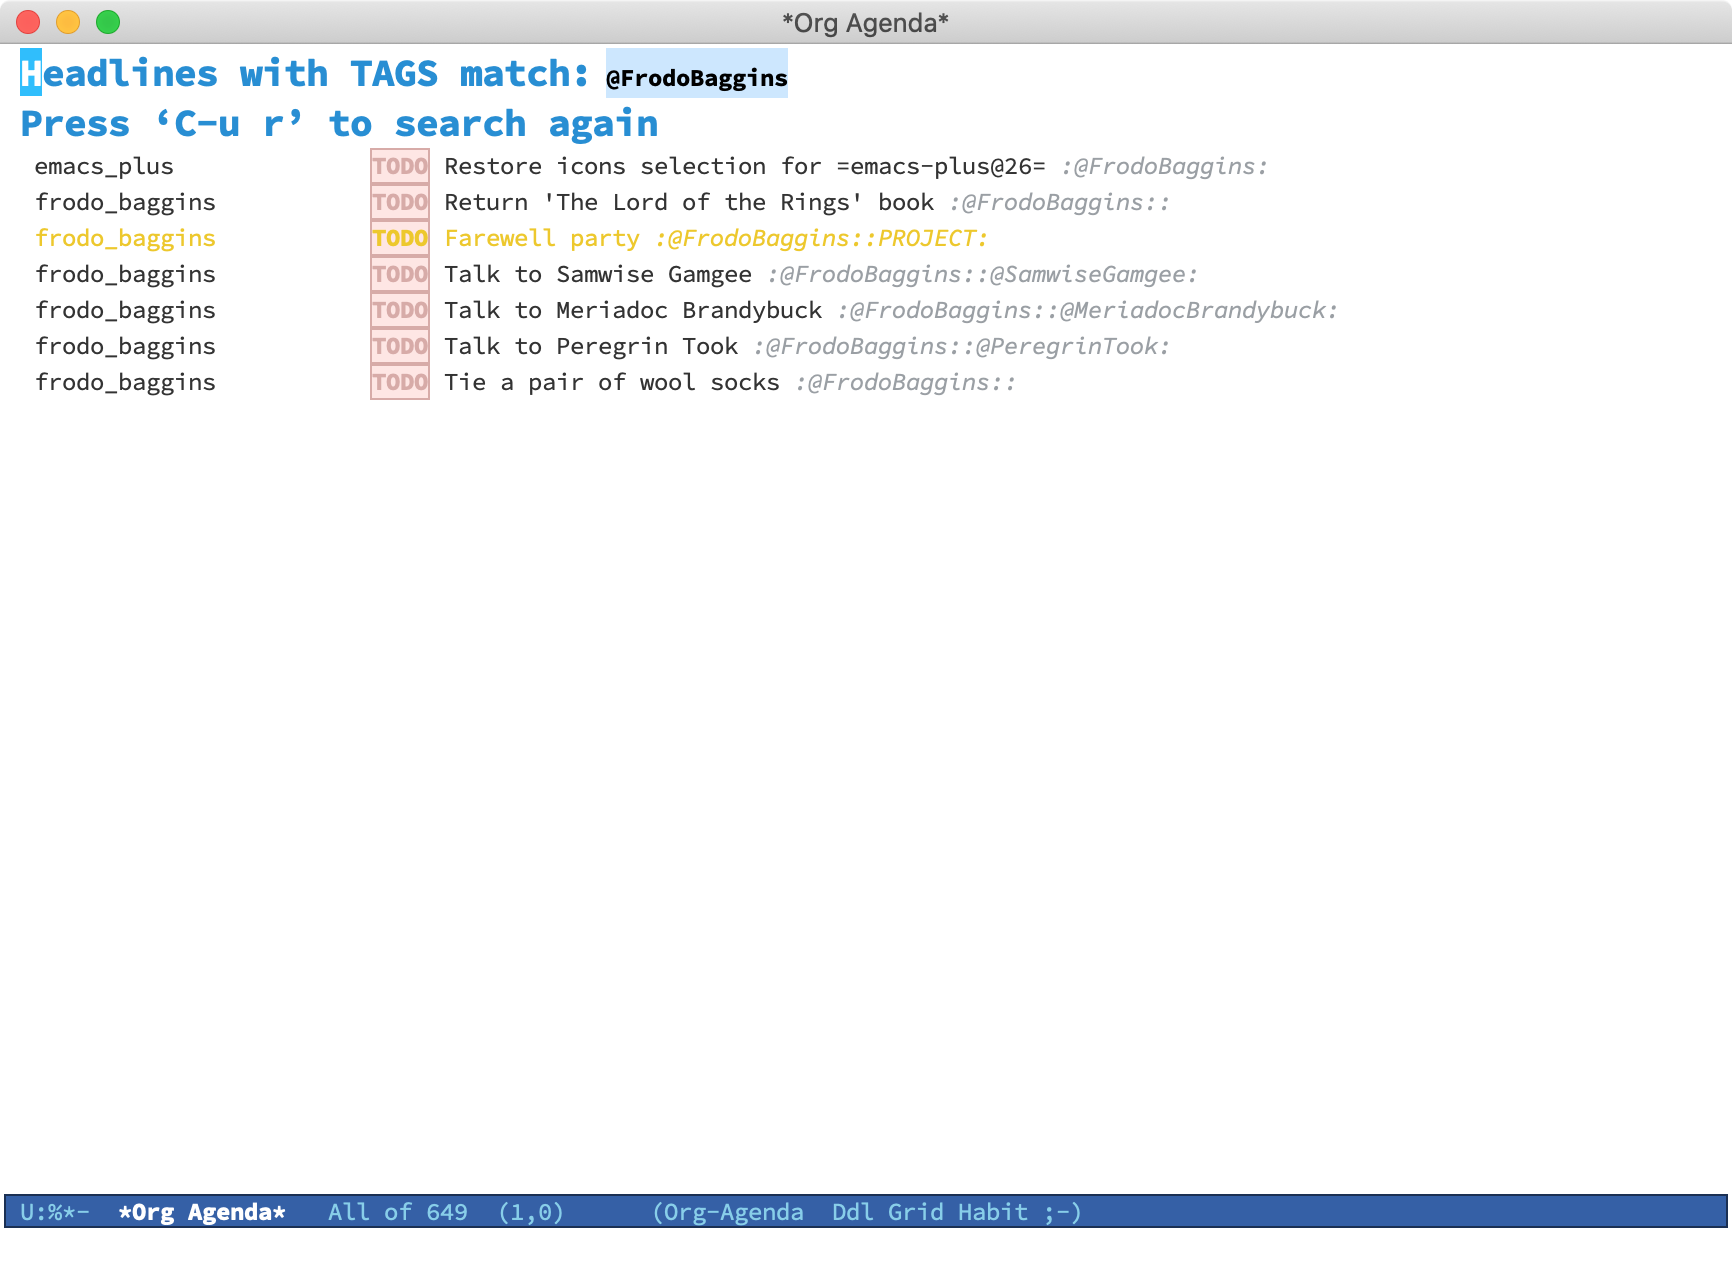 *Org Agenda*
Headlines with TAGS match: @FrodoBaggins
Press ‘C-u r’ to search again
emacs_plus TODO Restore icons selection for =emacs-plus@26= :@FrodoBaggins:
frodo_baggins TODO Return 'The Lord of the Rings' book :@FrodoBaggins::
frodo_baggins TODO Farewell party :@FrodoBaggins::PROJECT:
frodo_baggins TODO Talk to Samwise Gamgee :@FrodoBaggins::@SamwiseGamgee:
frodo_baggins TODO Talk to Meriadoc Brandybuck :@FrodoBaggins::@MeriadocBrandybuck:
frodo_baggins TODO Talk to Peregrin Took :@FrodoBaggins::@PeregrinTook:
frodo_baggins TODO Tie a pair of wool socks :@FrodoBaggins::
U:%*- *Org Agenda* All of 649 (1,0) (Org-Agenda Ddl Grid Habit ;-)